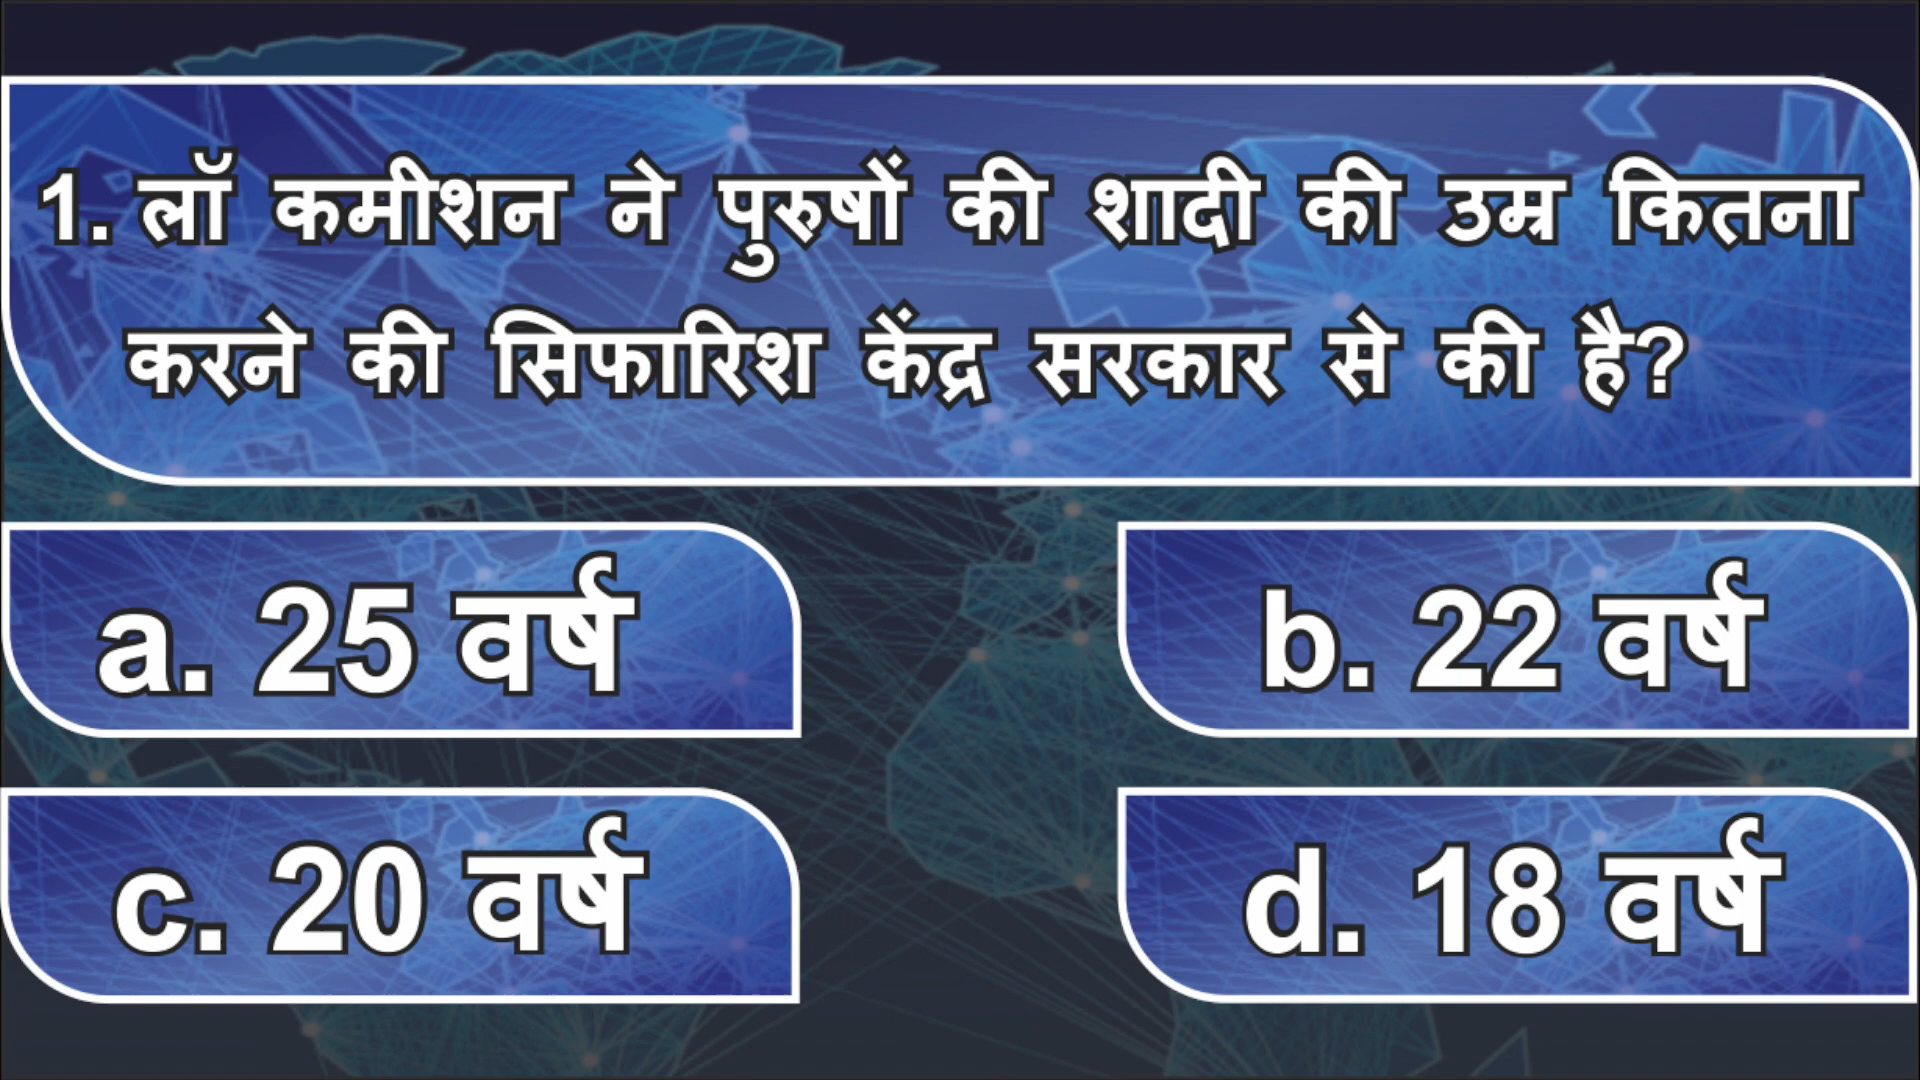 1. लॉ कमीशन ने पुरुषों की शादी की उम्र कितना
करने की सिफारिश केंद्र सरकार से की है?
a. 25 वर्ष
b. 22 वर्ष
c. 20 वर्ष
d. 18 वर्ष